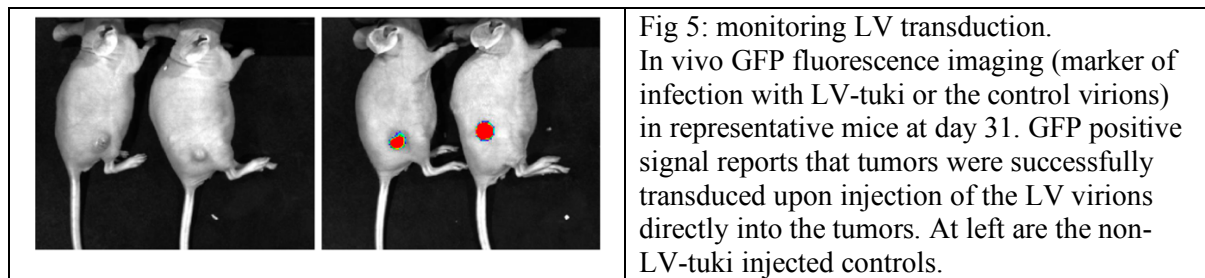 Fig 5: monitoring LV transduction.
In vivo GFP fluorescence imaging (marker of
infection with LV-tuki or the control virions)
in representative mice at day 31. GFP positive
signal reports that tumors were successfully
transduced upon injection of the LV virions
directly into the tumors. At left are the non-
LV-tuki injected controls.